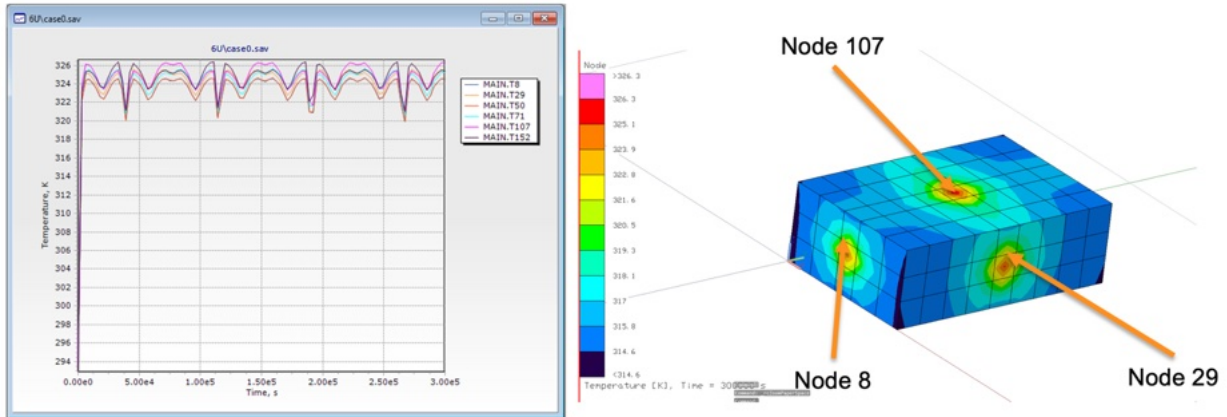 6U\case0.sav
6U\case0.sav
326
324
322
320
318
316
314
312
310
308
306
304
302
300
298
296
294
Temperature, K
0.00e0 5.00e4 1.00e5 1.50e5 2.00e5 2.50e5 3.00e5
Time, s
MAIN.T8
MAIN.T29
MAIN.T50
MAIN.T71
MAIN.T107
MAIN.T152
Node 107
Node
>326.3
326.3
325.1
323.9
322.8
321.6
320.5
319.3
318.1
317
315.8
314.6
<314.6
Temperature [K], Time = 300 s
Node 8
Node 29